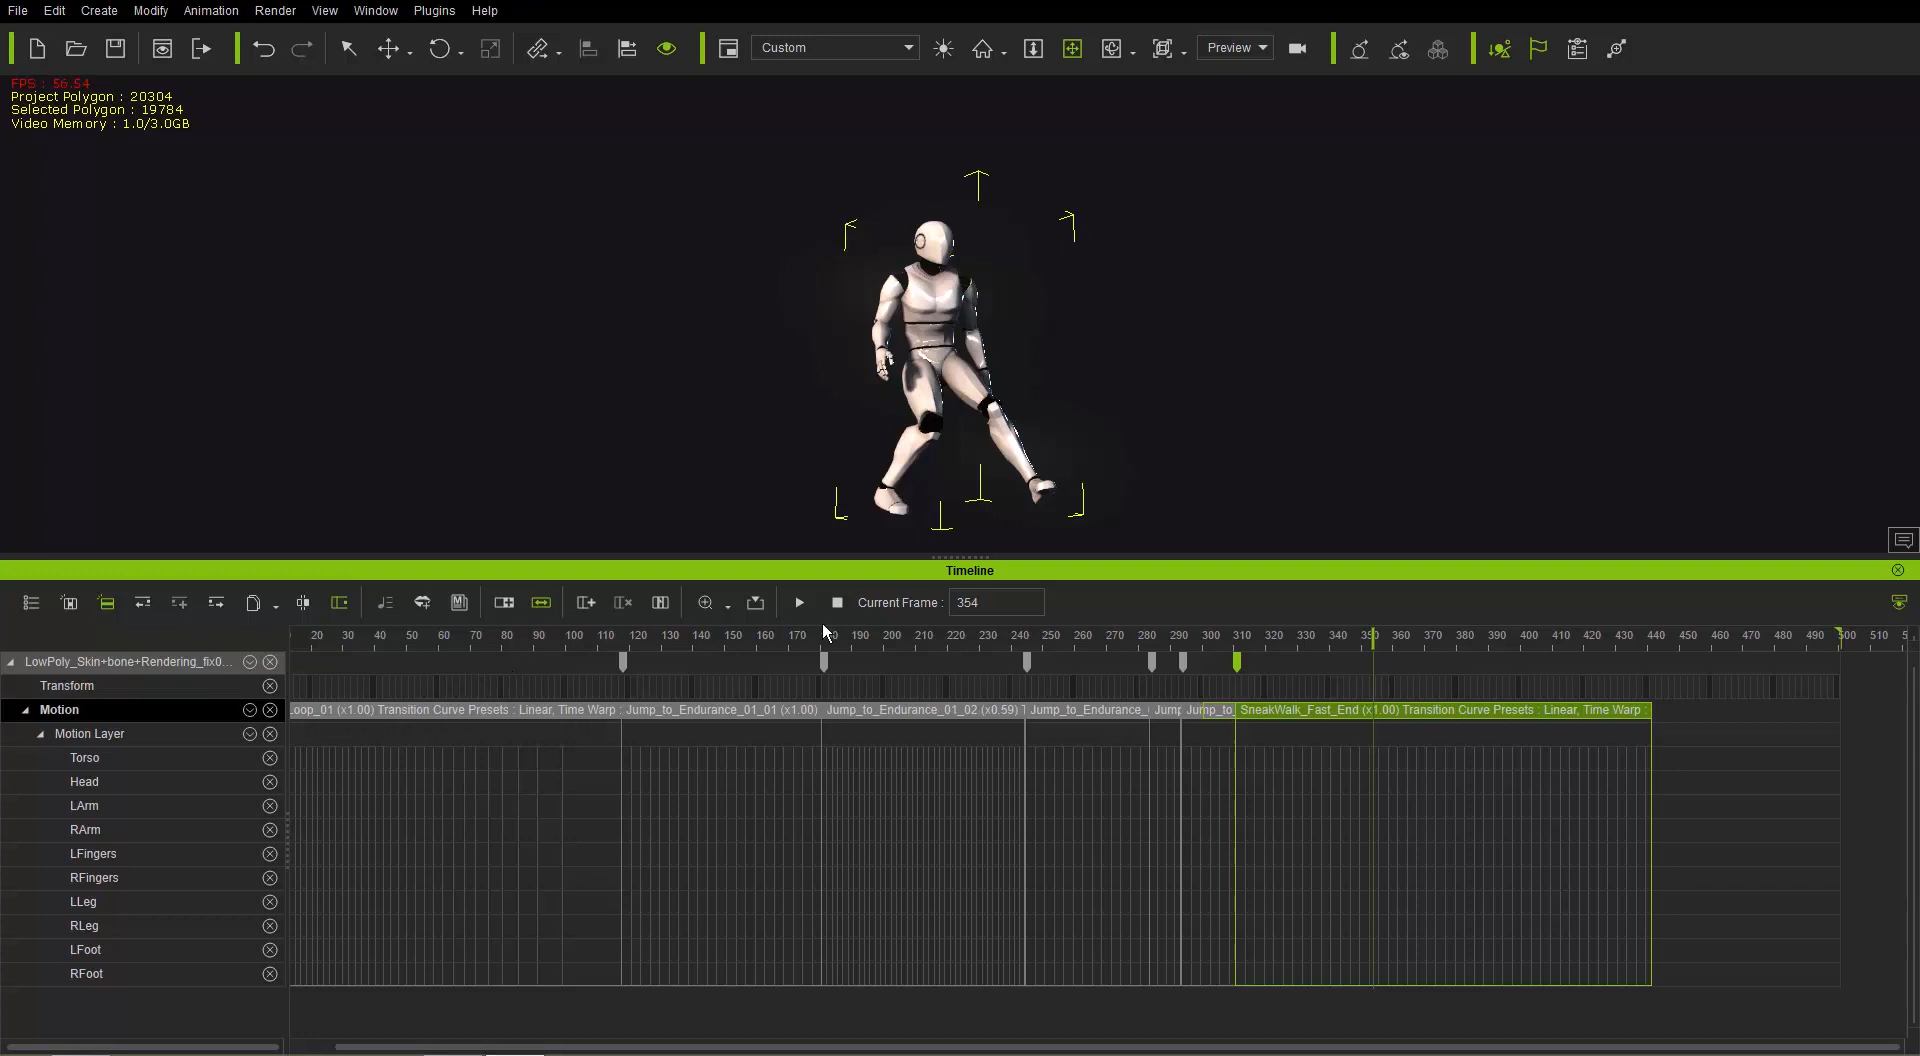 File Edit Create Modify Animation Render View Window Plugins Help
Custom Preview
FPS : 56.54
Project Polygon : 20304
Selected Polygon : 19784
Video Memory : 1.0/3.0GB
Timeline
Current Frame : 354
20 30 40 50 60 70 80 90 100 110 120 130 140 150 160 170 180 190 200 210 220 230 240 250 260 270 280 290 300 310 320 330 340 350 360 370 380 390 400 410 420 430 440 450 460 470 480 490 500 510
LowPoly_Skin+bone+Rendering_fix0...
Transform
Motion
Loop_01 (x1.00) Transition Curve Presets : Linear, Time Warp : Jump_to_Endurance_01_01 (x1.00) Jump_to_Endurance_01_02 (x0.59) T Jump_to_Endurance_ Jump Jump_to_ SneakWalk_Fast_End (x1.00) Transition Curve Presets : Linear, Time Warp :
Motion Layer
Torso
Head
LArm
RArm
LFingers
RFingers
LLeg
RLeg
LFoot
RFoot